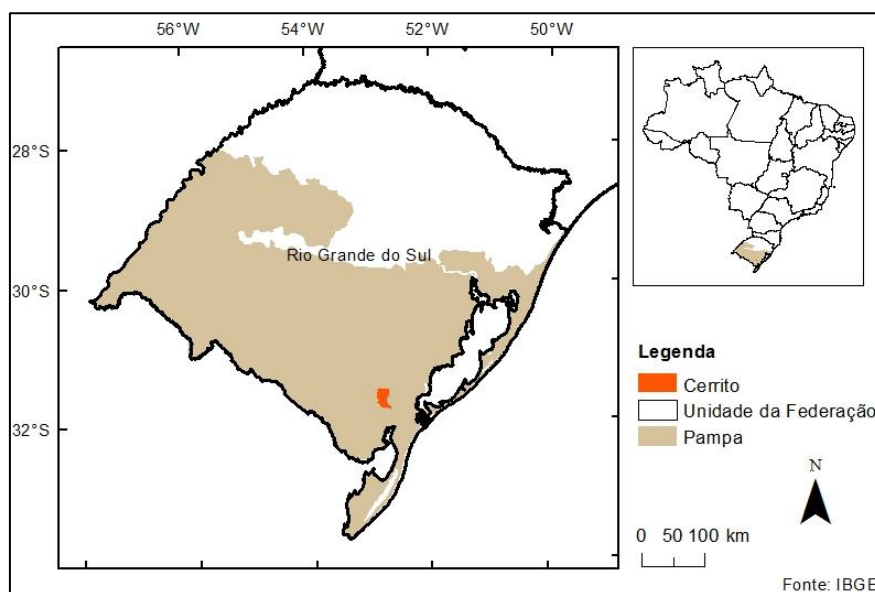 56°W 54°W 52°W 50°W
28°S
Rio Grande do Sul
30°S
32°S
Legenda
Cerrito
Unidade da Federação
Pampa
N
0 50 100 km
Fonte: IBGE